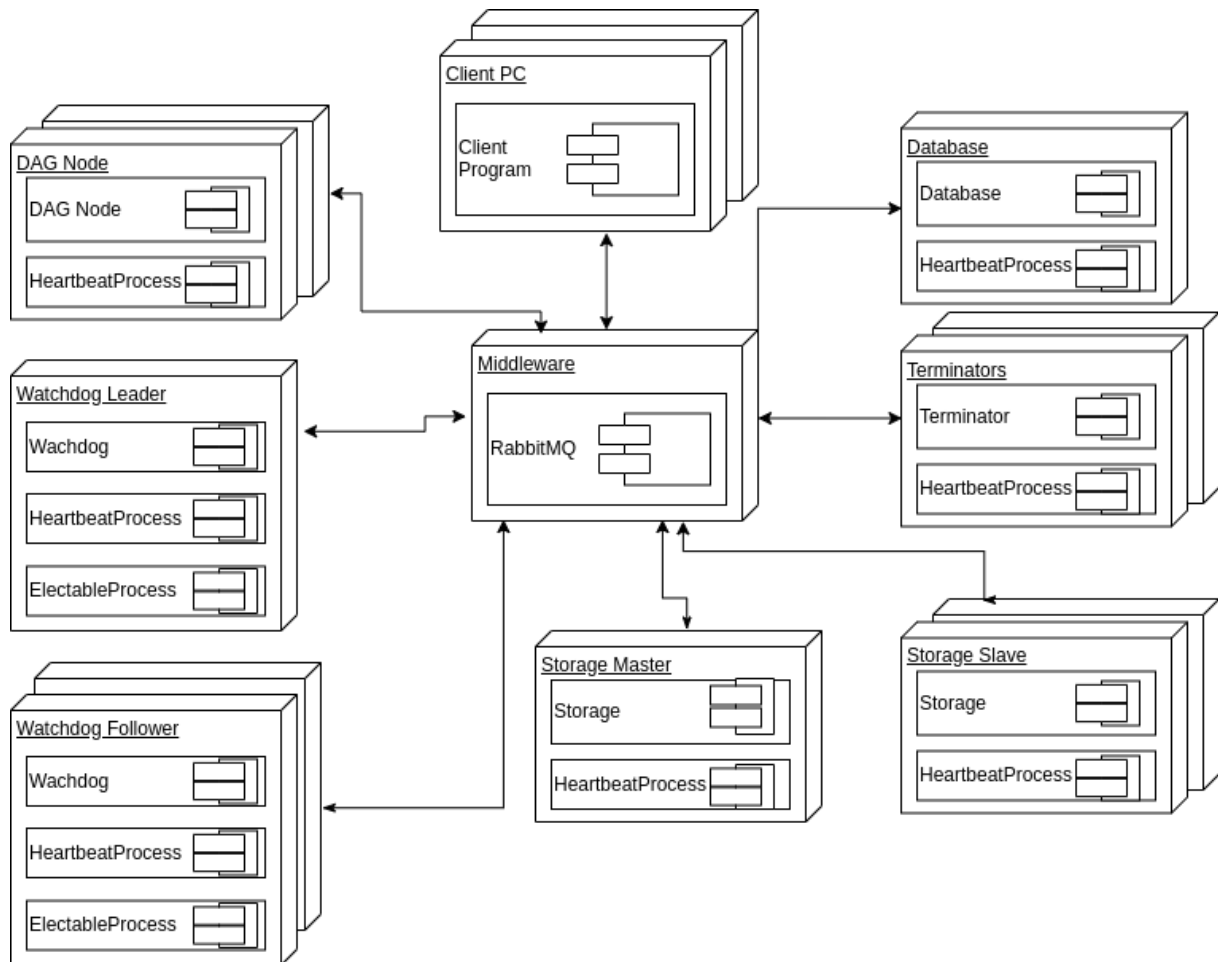 Client PC
Client
Program
DAG Node
DAG Node
HeartbeatProcess
Database
Database
HeartbeatProcess
Middleware
RabbitMQ
Watchdog Leader
Wachdog
HeartbeatProcess
ElectableProcess
Terminators
Terminator
HeartbeatProcess
Storage Master
Storage
HeartbeatProcess
Storage Slave
Storage
HeartbeatProcess
Watchdog Follower
Wachdog
HeartbeatProcess
ElectableProcess